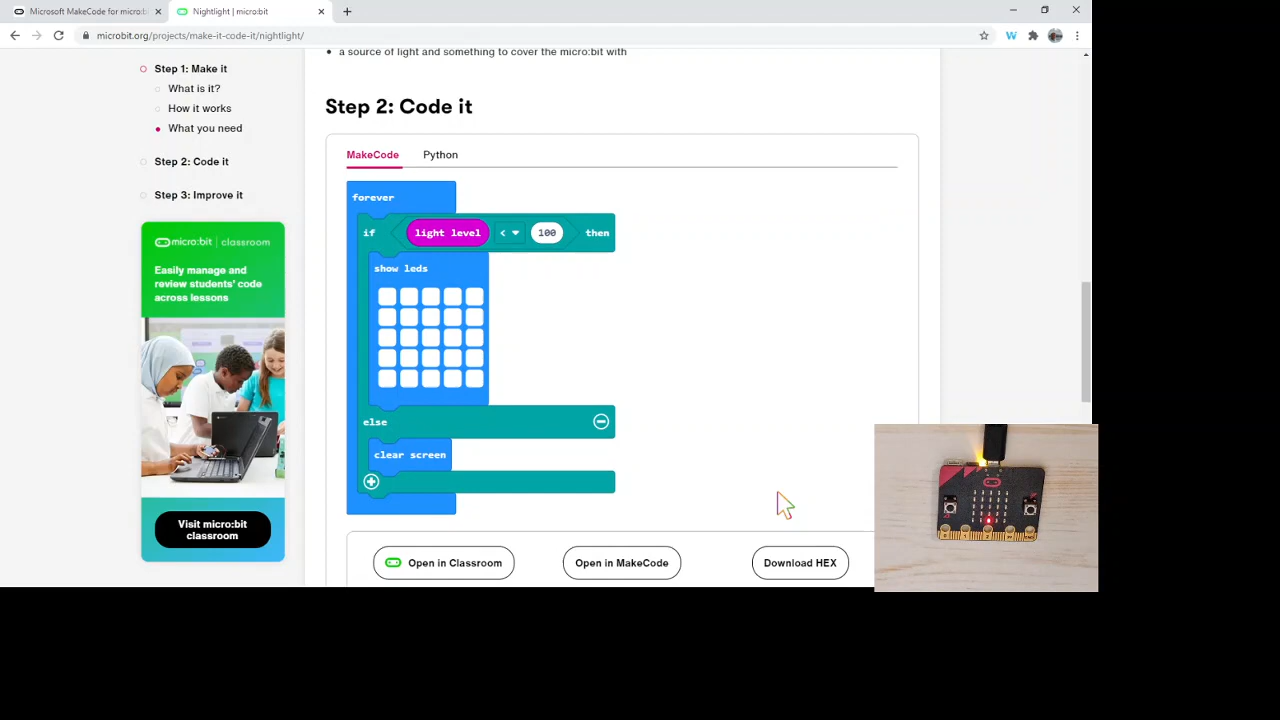 Microsoft MakeCode for micro:bit
Nightlight | micro:bit
microbit.org/projects/make-it-code-it/nightlight/
a source of light and something to cover the micro:bit with
Step 1: Make it
What is it?
How it works
What you need
Step 2: Code it
Step 3: Improve it
micro:bit | classroom
Easily manage and
review students' code
across lessons
Visit micro:bit
classroom
Step 2: Code it
MakeCode Python
forever
if light level < 100 then
show leds
else
clear screen
Open in Classroom Open in MakeCode Download HEX